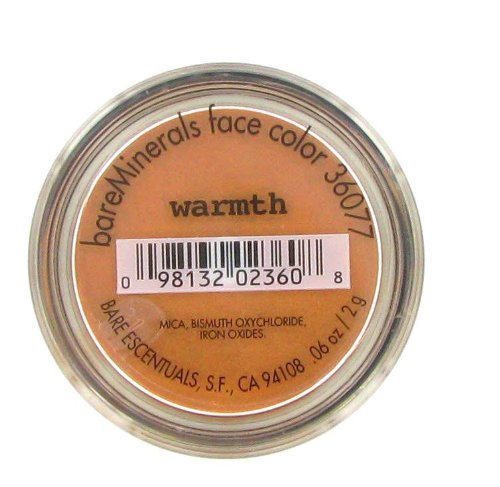 bareMinerals face color 36077
warmth
0 98132 02360 8
MICA, BISMUTH OXYCHLORIDE,
IRON OXIDES.
BARE ESCENTUALS, S.F., CA 94108 .06 oz / 2g